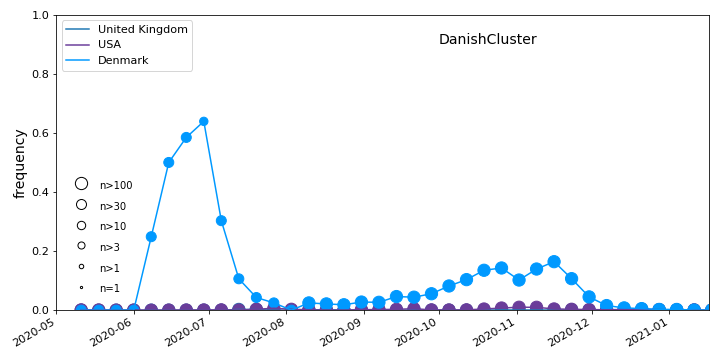 DanishCluster
United Kingdom
USA
Denmark
frequency
1.0
0.8
0.6
0.4
0.2
0.0
n>100
n>30
n>10
n>3
n>1
n=1
2020-05
2020-06
2020-07
2020-08
2020-09
2020-10
2020-11
2020-12
2021-01